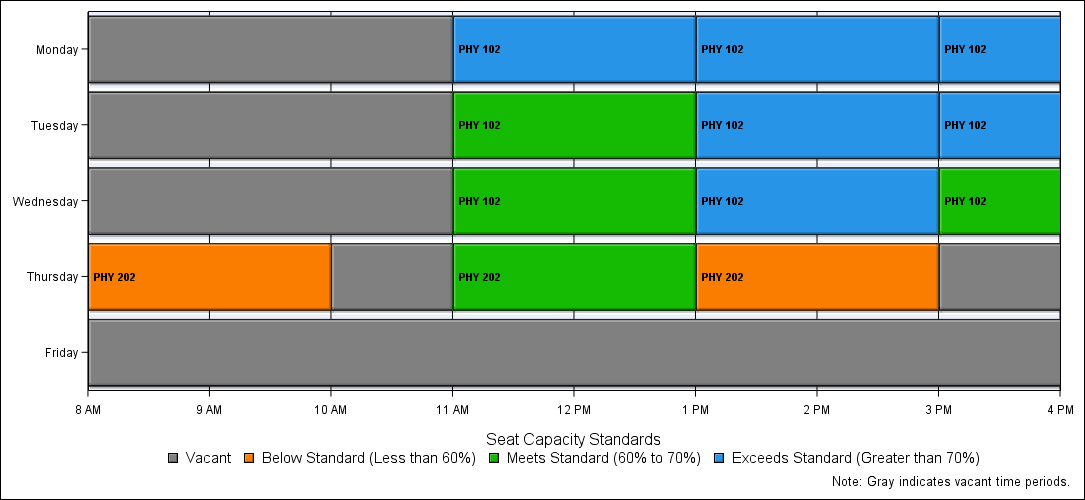 Monday PHY 102 PHY 102 PHY 102
Tuesday PHY 102 PHY 102 PHY 102
Wednesday PHY 102 PHY 102 PHY 102
Thursday PHY 202 PHY 202 PHY 202
Friday
8 AM 9 AM 10 AM 11 AM 12 PM 1 PM 2 PM 3 PM 4 PM
Seat Capacity Standards
Vacant Below Standard (Less than 60%) Meets Standard (60% to 70%) Exceeds Standard (Greater than 70%)
Note: Gray indicates vacant time periods.